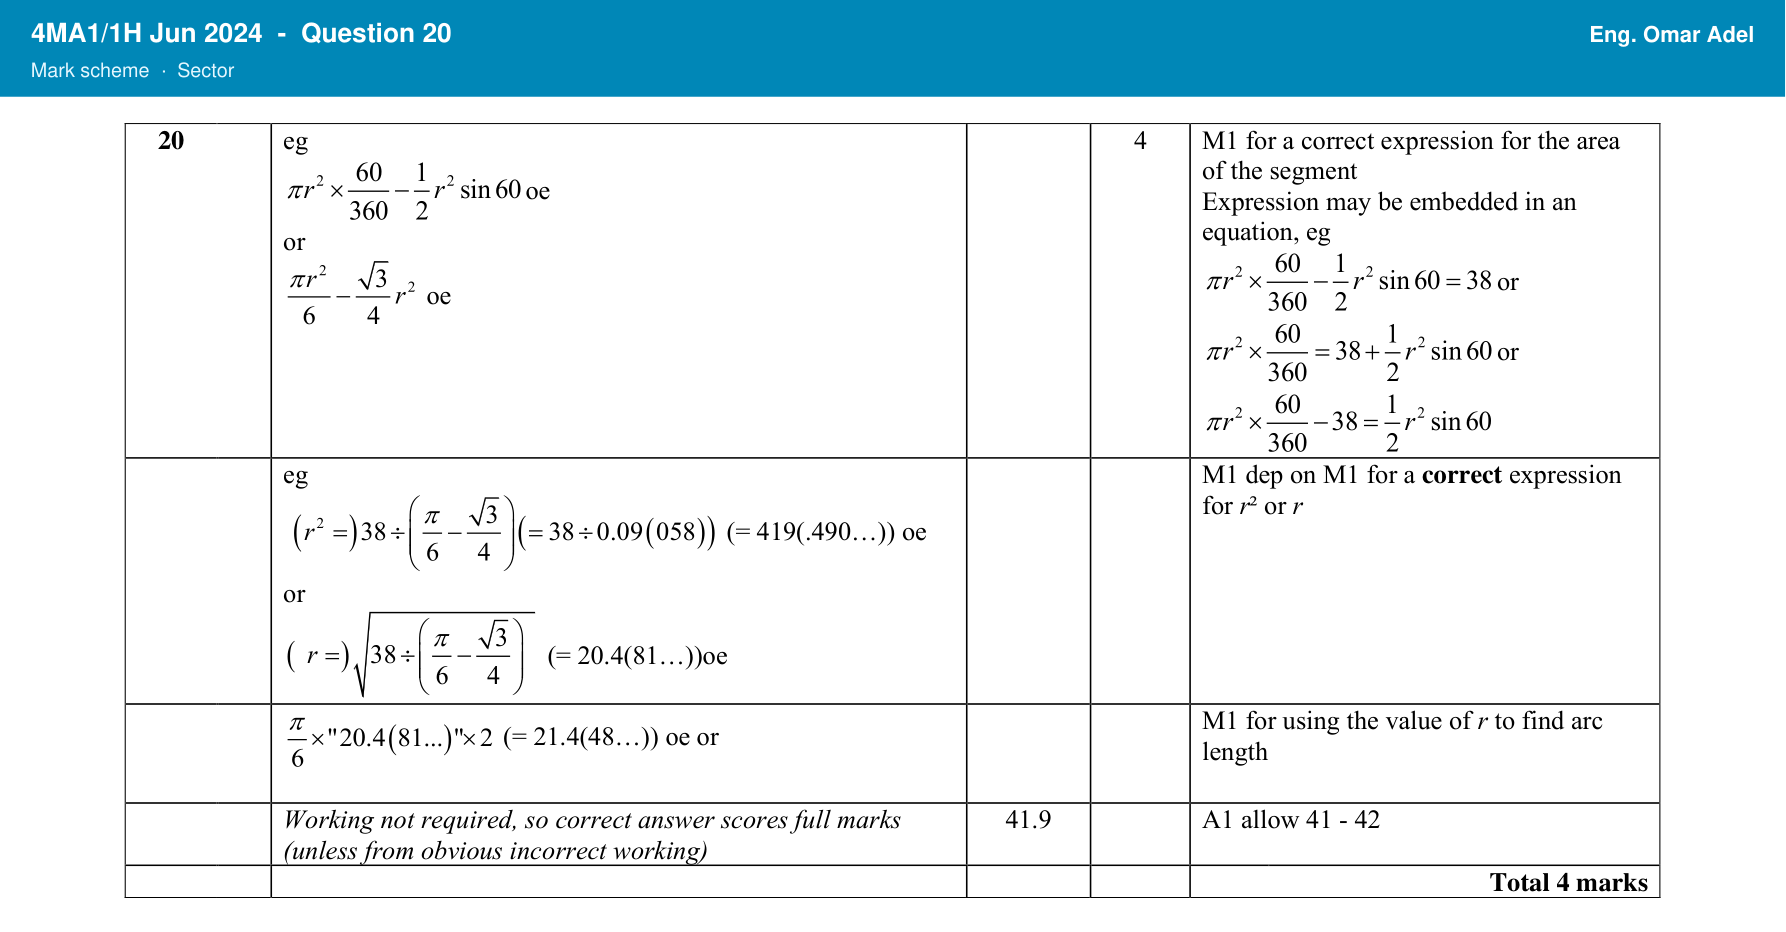 4MA1/1H Jun 2024 - Question 20
Eng. Omar Adel
Mark scheme · Sector
20
eg
πr² × 60/360 − 1/2 r² sin 60 oe
or
πr²/6 − √3/4 r² oe
4
M1 for a correct expression for the area
of the segment
Expression may be embedded in an
equation, eg
πr² × 60/360 − 1/2 r² sin 60 = 38 or
πr² × 60/360 = 38 + 1/2 r² sin 60 or
πr² × 60/360 − 38 = 1/2 r² sin 60
eg
(r² =) 38 ÷ (π/6 − √3/4) (= 38 ÷ 0.09(058)) (= 419(.490…)) oe
or
( r =) √(38 ÷ (π/6 − √3/4)) (= 20.4(81…))oe
M1 dep on M1 for a correct expression
for r² or r
π/6 × "20.4(81...)" × 2 (= 21.4(48…)) oe or
M1 for using the value of r to find arc
length
Working not required, so correct answer scores full marks
(unless from obvious incorrect working)
41.9
A1 allow 41 - 42
Total 4 marks